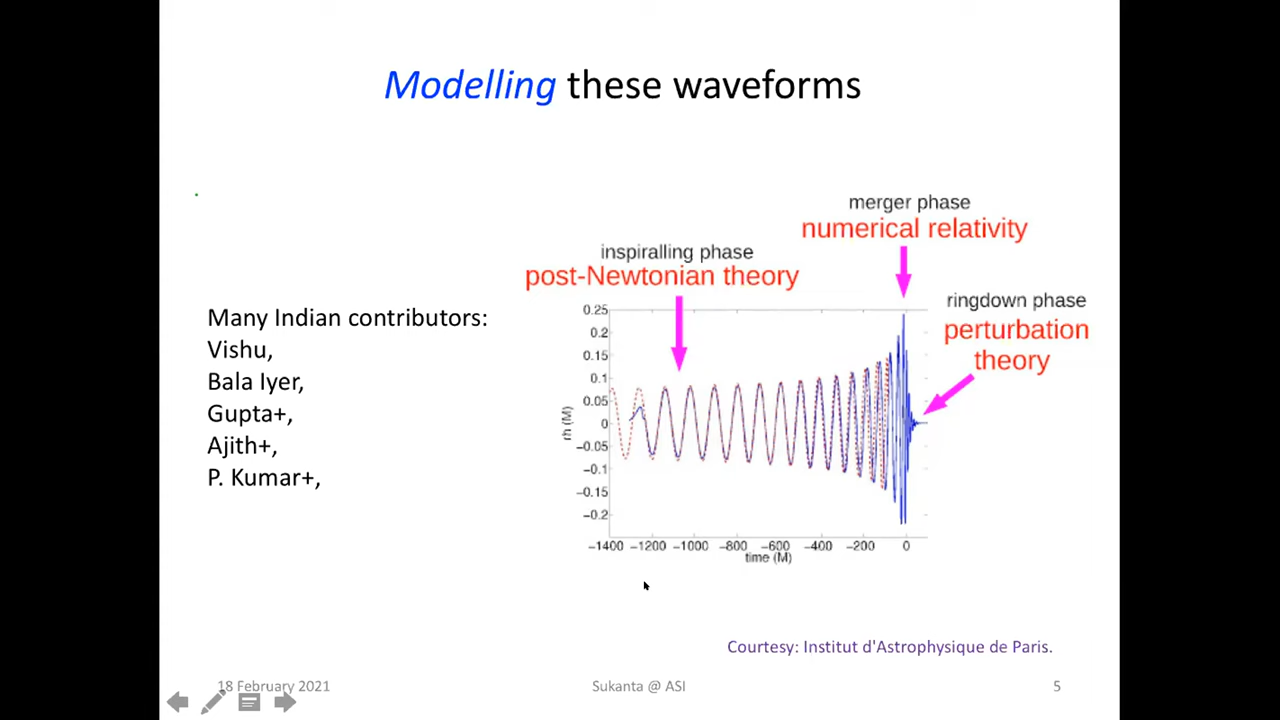 Modelling these waveforms
merger phase
numerical relativity
inspiralling phase
post-Newtonian theory
ringdown phase
perturbation
theory
Many Indian contributors:
Vishu,
Bala Iyer,
Gupta+,
Ajith+,
P. Kumar+,
0.25
0.2
0.15
0.1
0.05
0
−0.05
−0.1
−0.15
−0.2
rh (M)
−1400 −1200 −1000 −800 −600 −400 −200 0
time (M)
Courtesy: Institut d'Astrophysique de Paris.
18 February 2021
Sukanta @ ASI
5